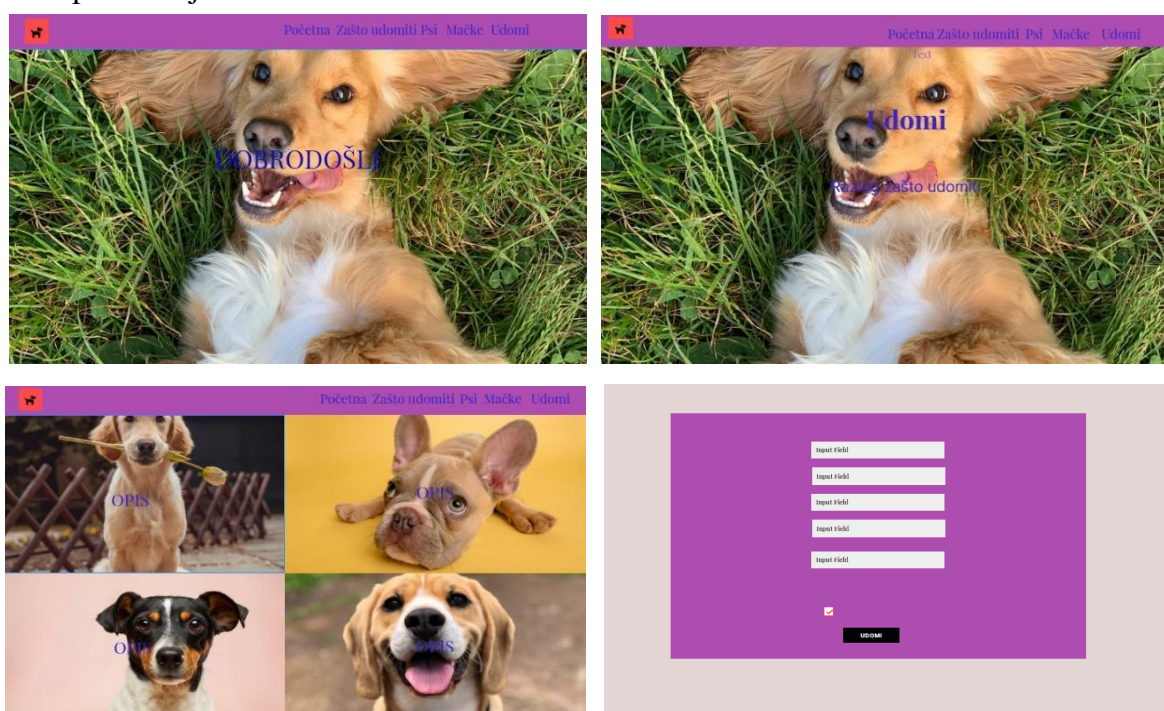 Početna Zašto udomiti Psi Mačke Udomi
DOBRODOŠLI
Početna Zašto udomiti Psi Mačke Udomi
Text
Udomi
Razlog zašto udomiti
Početna Zašto udomiti Psi Mačke Udomi
OPIS
OPIS
OPIS
OPIS
Input Field
Input Field
Input Field
Input Field
Input Field
UDOMI